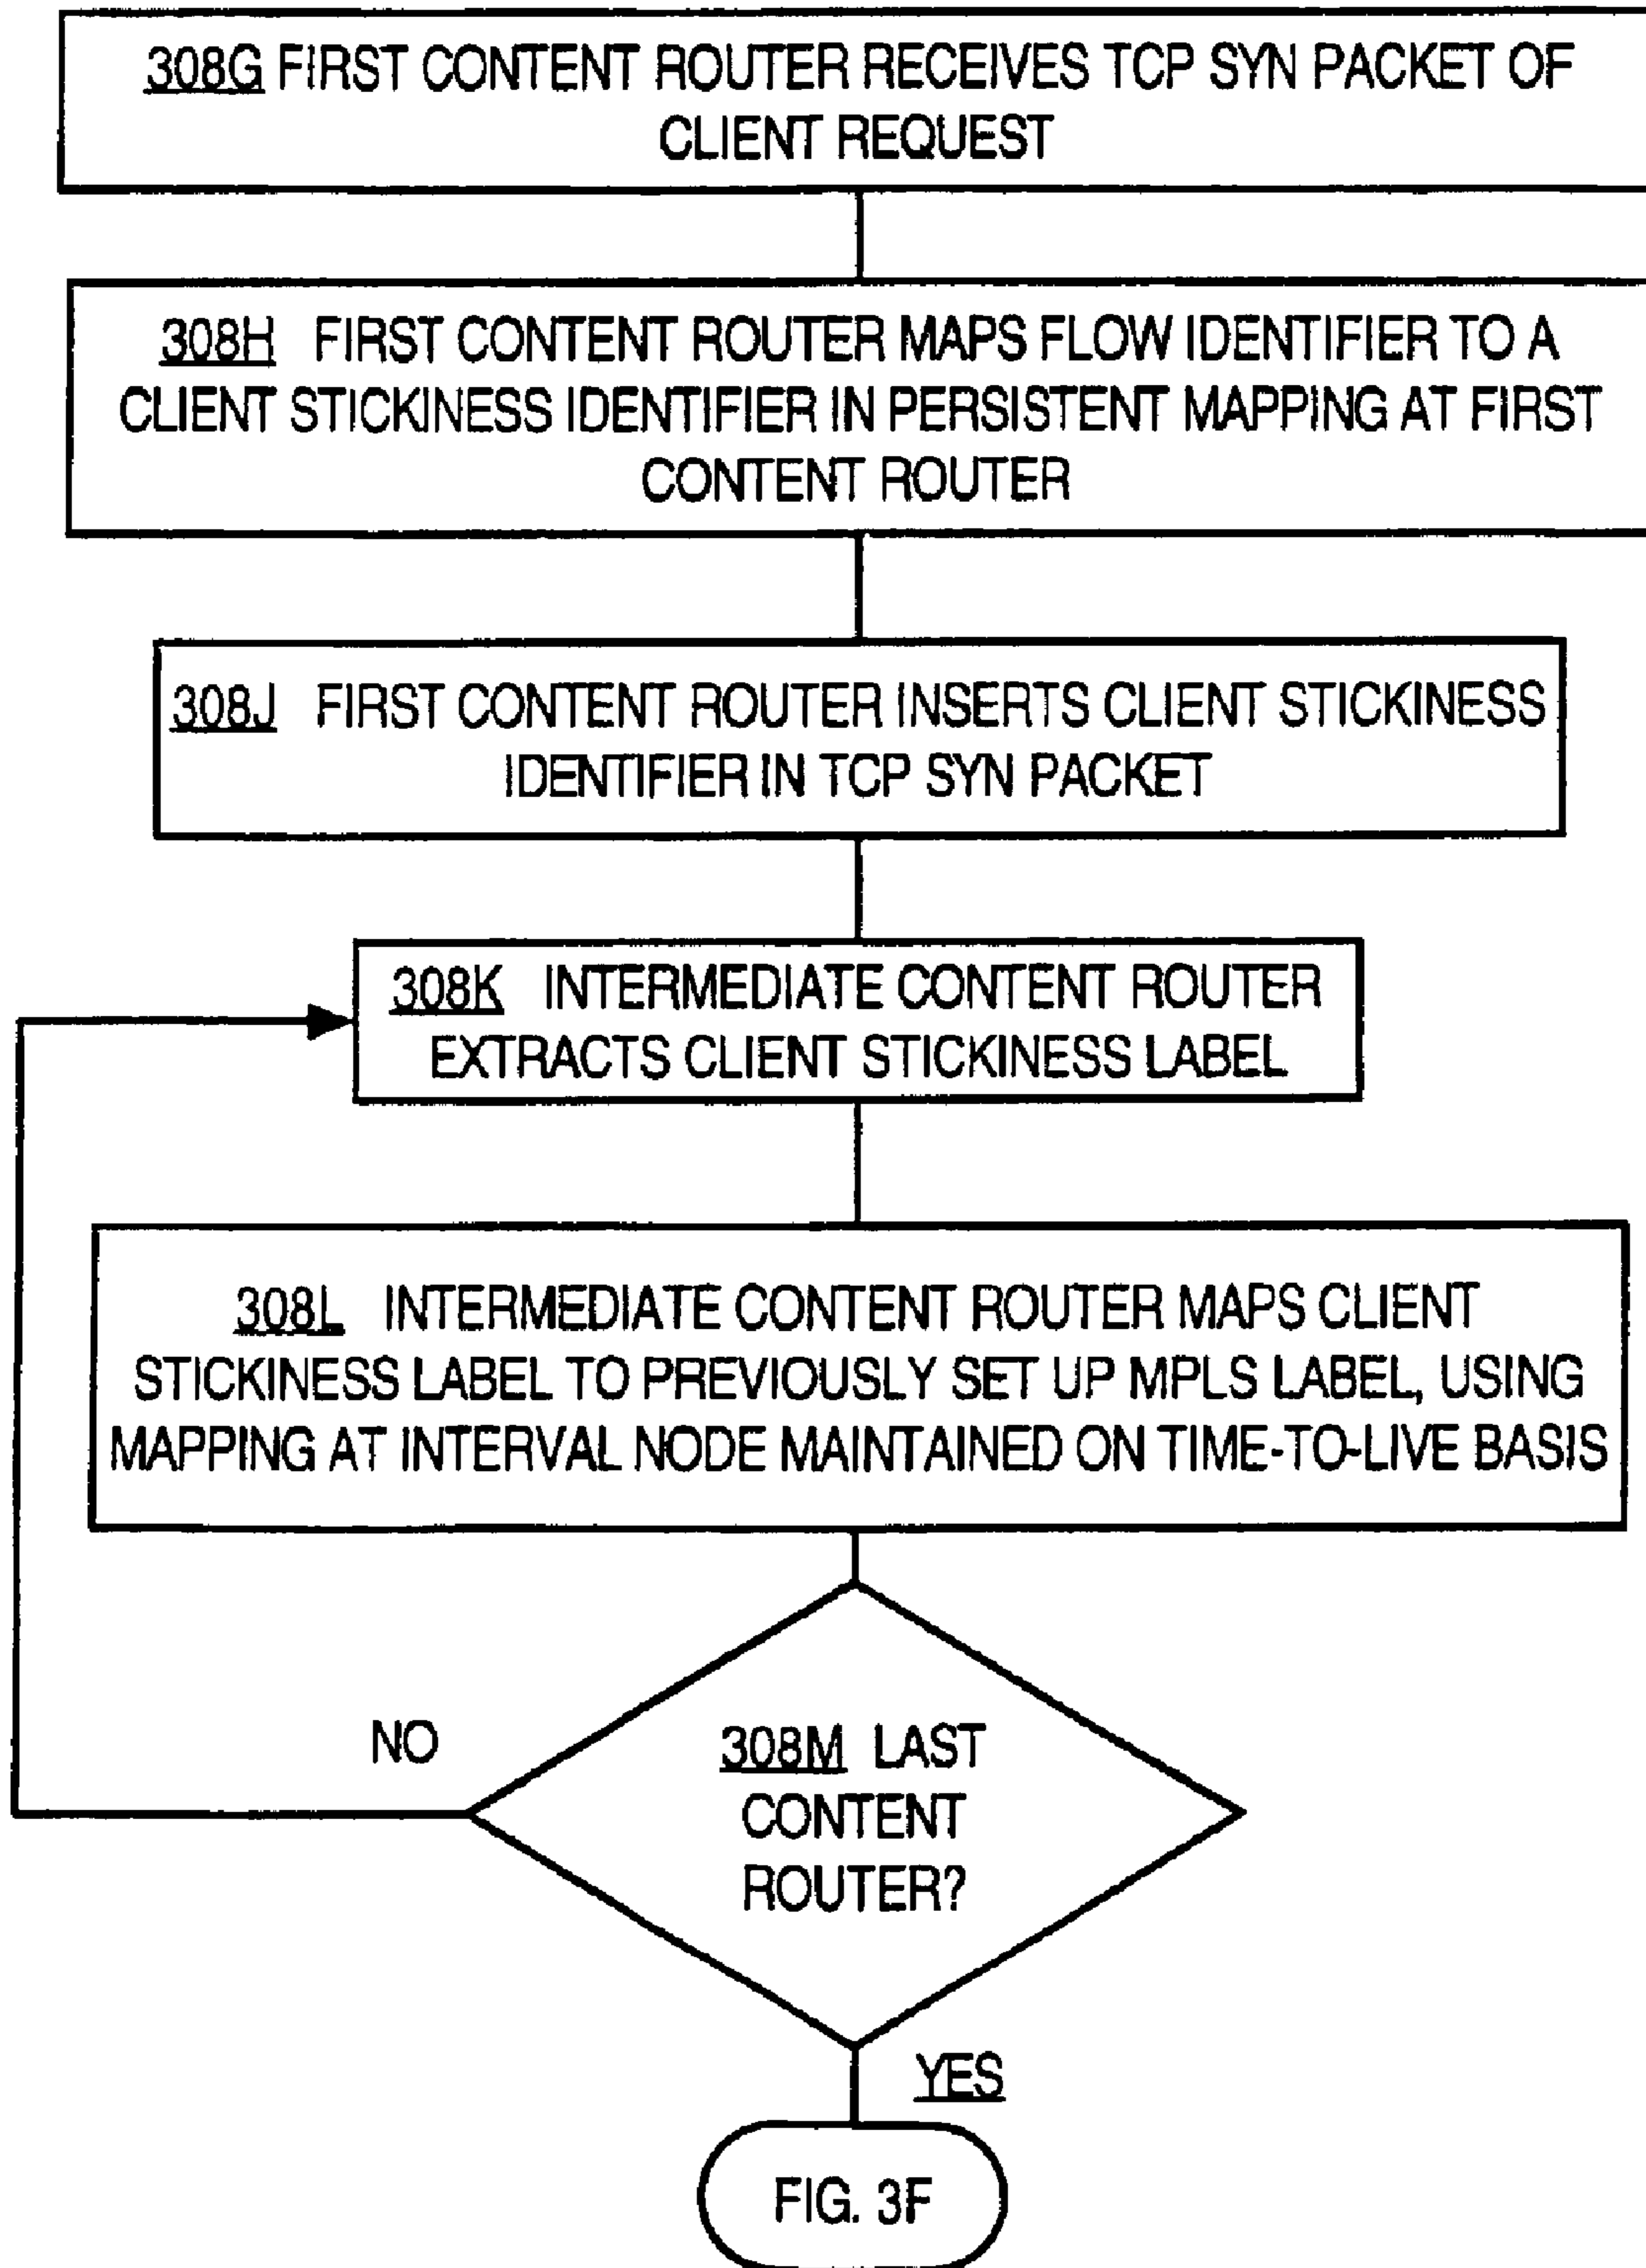 308G FIRST CONTENT ROUTER RECEIVES TCP SYN PACKET OF
CLIENT REQUEST
308H FIRST CONTENT ROUTER MAPS FLOW IDENTIFIER TO A
CLIENT STICKINESS IDENTIFIER IN PERSISTENT MAPPING AT FIRST
CONTENT ROUTER
308J FIRST CONTENT ROUTER INSERTS CLIENT STICKINESS
IDENTIFIER IN TCP SYN PACKET
308K INTERMEDIATE CONTENT ROUTER
EXTRACTS CLIENT STICKINESS LABEL
308L INTERMEDIATE CONTENT ROUTER MAPS CLIENT
STICKINESS LABEL TO PREVIOUSLY SET UP MPLS LABEL, USING
MAPPING AT INTERVAL NODE MAINTAINED ON TIME-TO-LIVE BASIS
NO
308M LAST
CONTENT
ROUTER?
YES
FIG. 3F